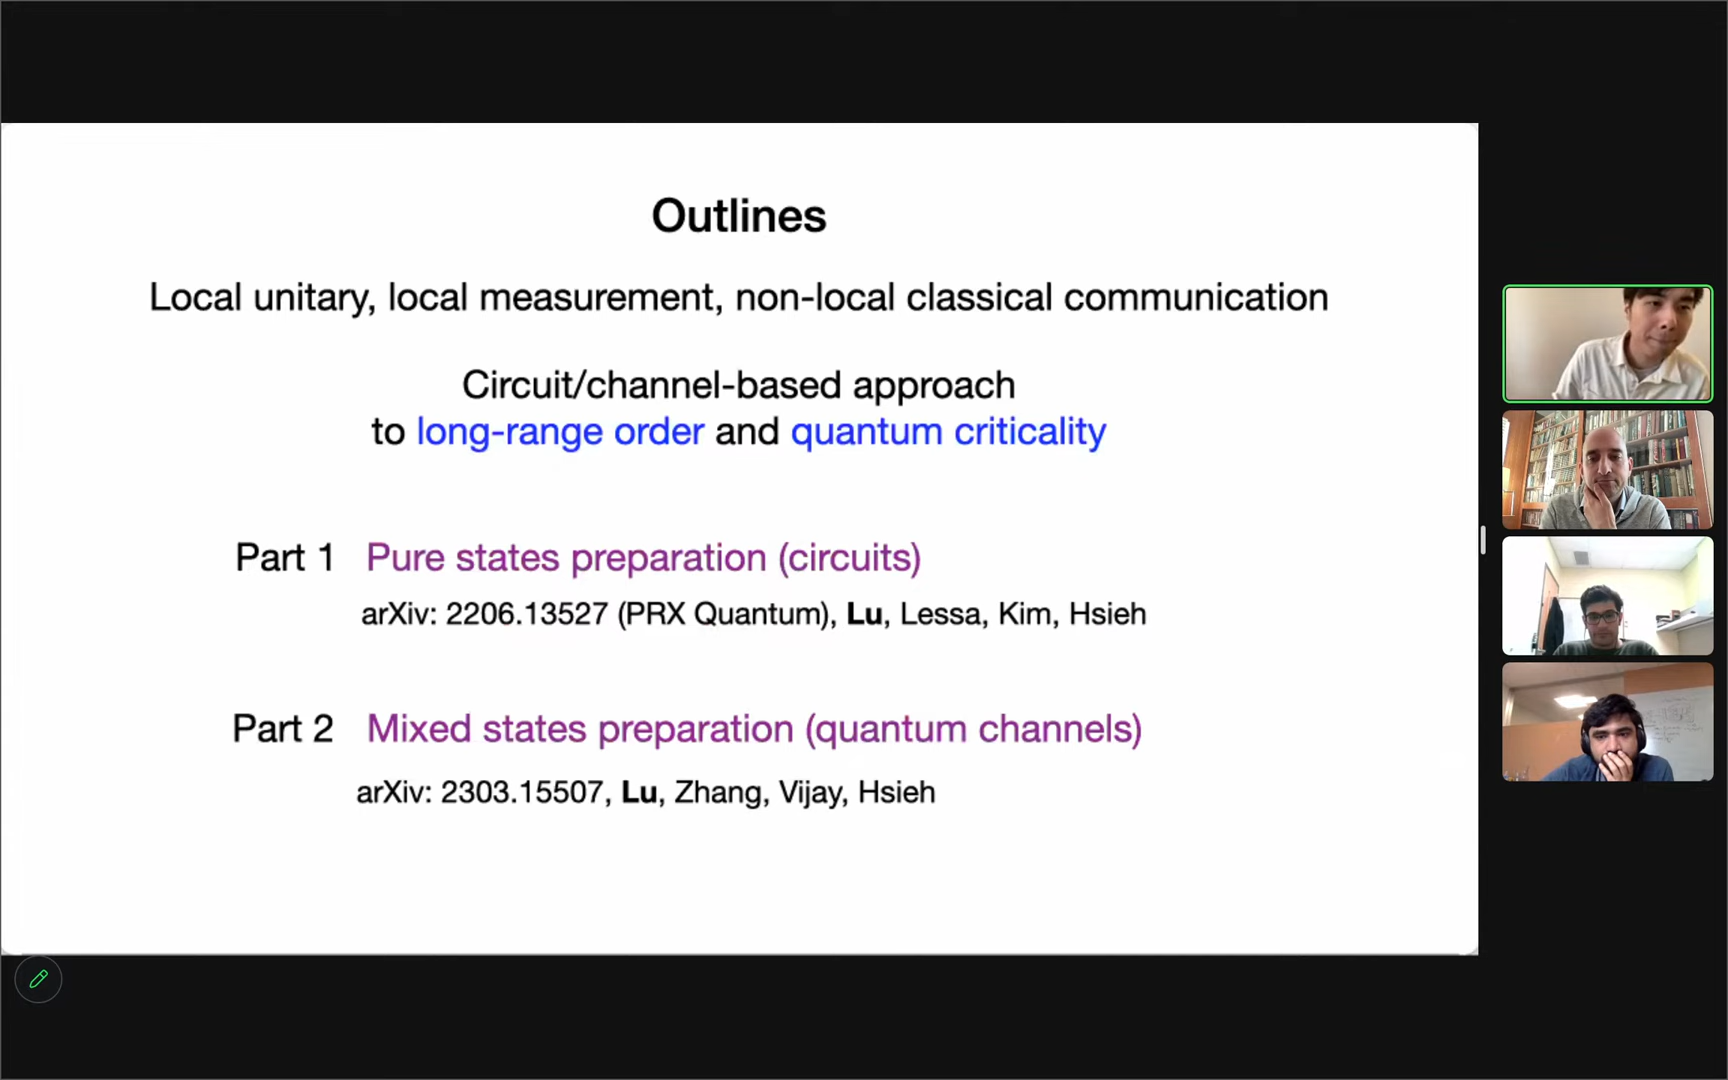 Outlines
Local unitary, local measurement, non-local classical communication
Circuit/channel-based approach
to long-range order and quantum criticality
Part 1 Pure states preparation (circuits)
arXiv: 2206.13527 (PRX Quantum), Lu, Lessa, Kim, Hsieh
Part 2 Mixed states preparation (quantum channels)
arXiv: 2303.15507, Lu, Zhang, Vijay, Hsieh